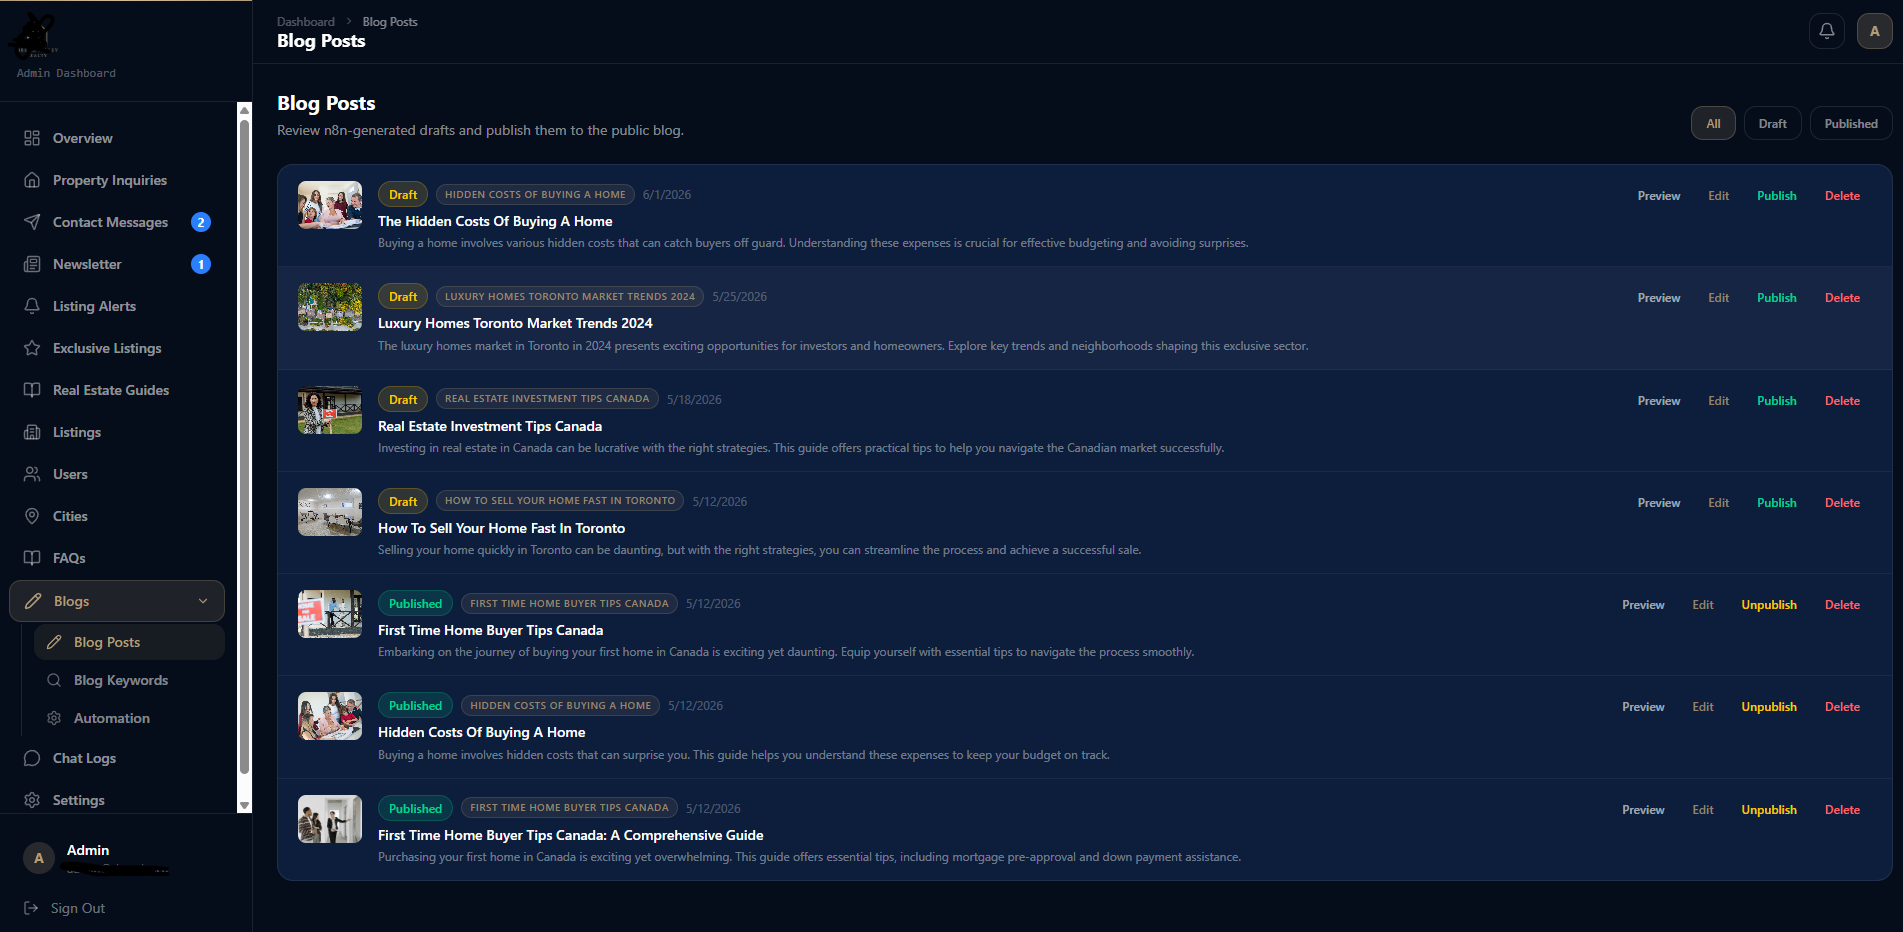 Admin Dashboard
Overview
Property Inquiries
Contact Messages 2
Newsletter 1
Listing Alerts
Exclusive Listings
Real Estate Guides
Listings
Users
Cities
FAQs
Blogs
Blog Posts
Blog Keywords
Automation
Chat Logs
Settings
A Admin
Sign Out
Dashboard > Blog Posts
Blog Posts
A
Blog Posts
Review n8n-generated drafts and publish them to the public blog.
All Draft Published
Draft HIDDEN COSTS OF BUYING A HOME 6/1/2026 Preview Edit Publish Delete
The Hidden Costs Of Buying A Home
Buying a home involves various hidden costs that can catch buyers off guard. Understanding these expenses is crucial for effective budgeting and avoiding surprises.
Draft LUXURY HOMES TORONTO MARKET TRENDS 2024 5/25/2026 Preview Edit Publish Delete
Luxury Homes Toronto Market Trends 2024
The luxury homes market in Toronto in 2024 presents exciting opportunities for investors and homeowners. Explore key trends and neighborhoods shaping this exclusive sector.
Draft REAL ESTATE INVESTMENT TIPS CANADA 5/18/2026 Preview Edit Publish Delete
Real Estate Investment Tips Canada
Investing in real estate in Canada can be lucrative with the right strategies. This guide offers practical tips to help you navigate the Canadian market successfully.
Draft HOW TO SELL YOUR HOME FAST IN TORONTO 5/12/2026 Preview Edit Publish Delete
How To Sell Your Home Fast In Toronto
Selling your home quickly in Toronto can be daunting, but with the right strategies, you can streamline the process and achieve a successful sale.
Published FIRST TIME HOME BUYER TIPS CANADA 5/12/2026 Preview Edit Unpublish Delete
First Time Home Buyer Tips Canada
Embarking on the journey of buying your first home in Canada is exciting yet daunting. Equip yourself with essential tips to navigate the process smoothly.
Published HIDDEN COSTS OF BUYING A HOME 5/12/2026 Preview Edit Unpublish Delete
Hidden Costs Of Buying A Home
Buying a home involves hidden costs that can surprise you. This guide helps you understand these expenses to keep your budget on track.
Published FIRST TIME HOME BUYER TIPS CANADA 5/12/2026 Preview Edit Unpublish Delete
First Time Home Buyer Tips Canada: A Comprehensive Guide
Purchasing your first home in Canada is exciting yet overwhelming. This guide offers essential tips, including mortgage pre-approval and down payment assistance.